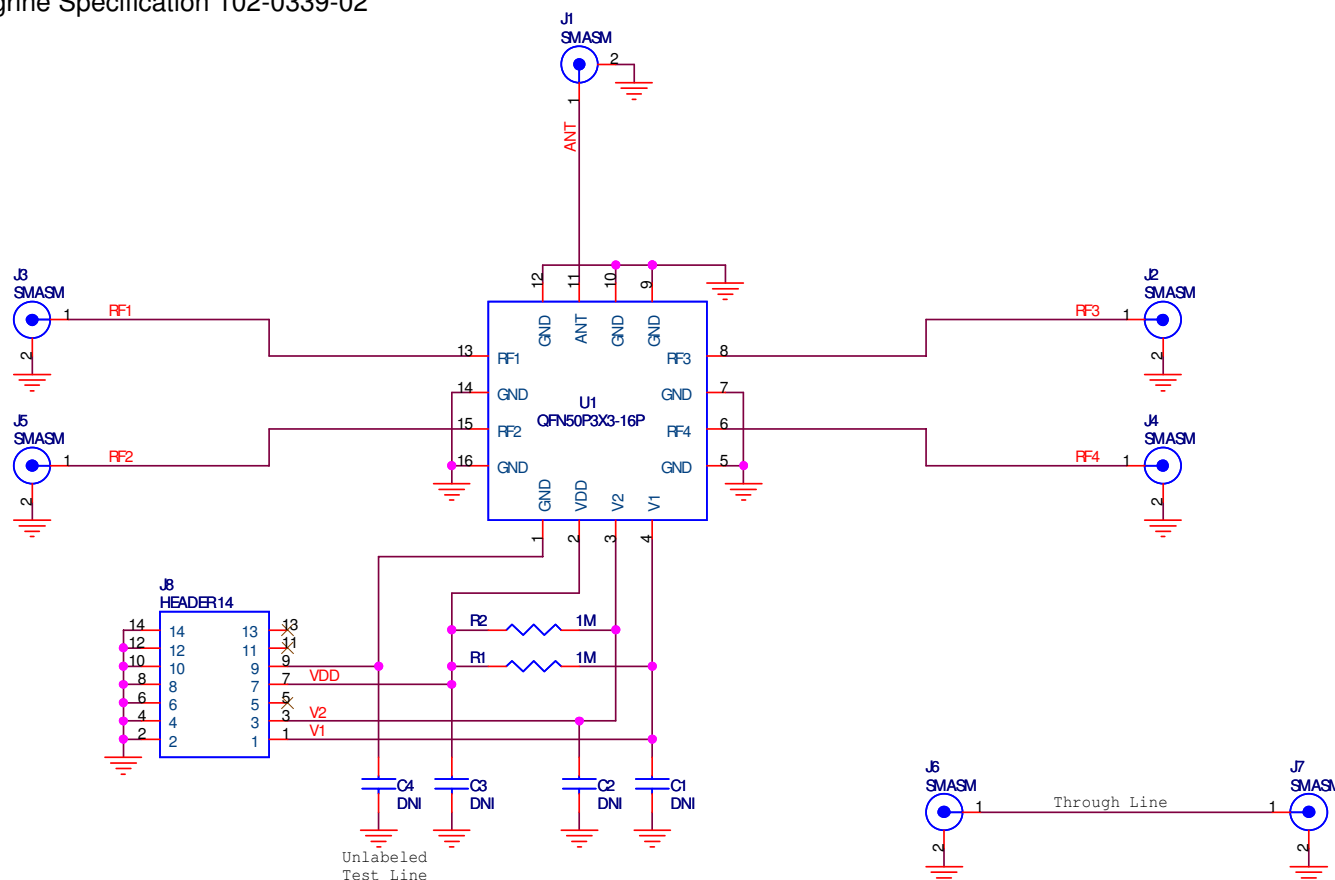 Specification 102-0339-02
J1
SMASM
2
1
ANT
J3
SMASM
1
RF1
2
J2
SMASM
RF3
1
2
12
11
10
9
GND
ANT
GND
GND
13
RF1
RF3
8
14
GND
GND
7
U1
QFN50P3X3-16P
15
RF2
RF4
6
16
GND
GND
5
GND
VDD
V2
V1
1
2
3
4
J5
SMASM
1
RF2
2
J4
SMASM
RF4
1
2
J8
HEADER14
14
14
13
13
12
12
11
11
10
10
9
9
8
8
7
7
VDD
6
6
5
5
4
4
3
3
V2
2
2
1
1
V1
R2
1M
R1
1M
C4
DNI
C3
DNI
C2
DNI
C1
DNI
Unlabeled
Test Line
J6
SMASM
1
Through Line
2
J7
SMASM
1
2